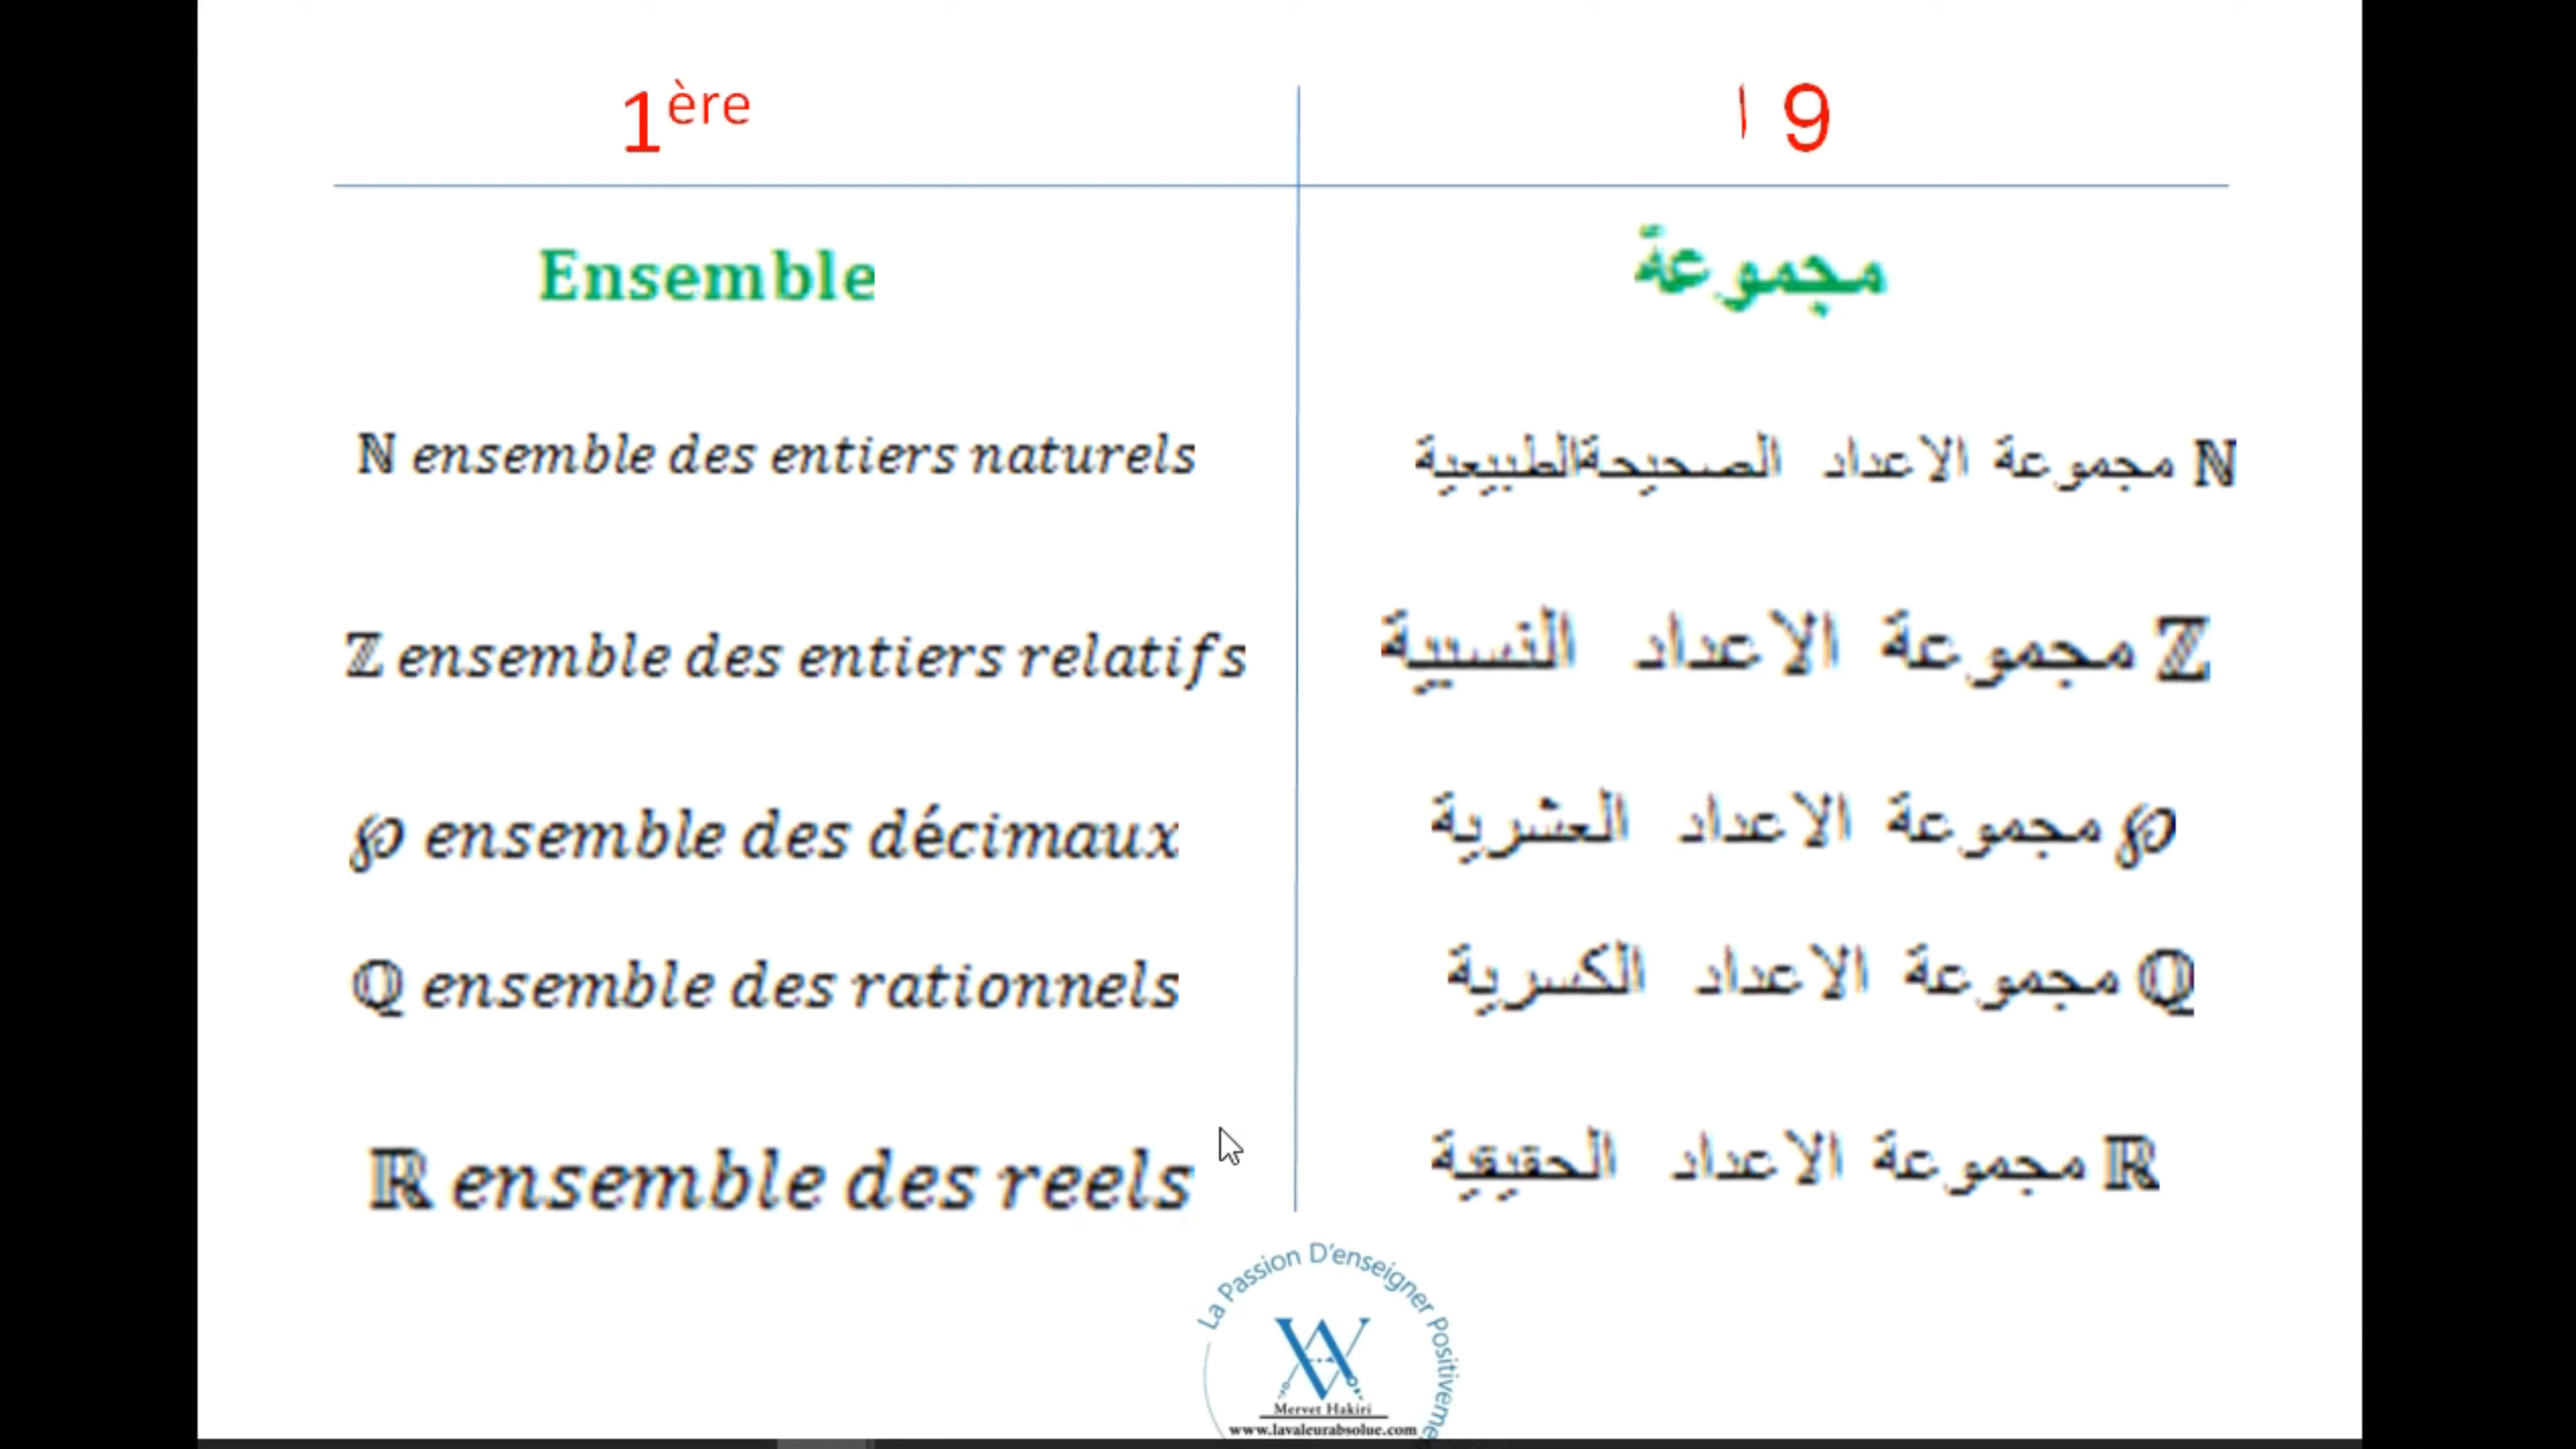 1ère
9 ا
Ensemble
مجموعة
ℕ ensemble des entiers naturels
ℕ مجموعة الاعداد الصحيحةالطبيعية
ℤ ensemble des entiers relatifs
ℤ مجموعة الاعداد النسبية
℘ ensemble des décimaux
℘ مجموعة الاعداد العشرية
ℚ ensemble des rationnels
ℚ مجموعة الاعداد الكسرية
ℝ ensemble des reels
ℝ مجموعة الاعداد الحقيقية
La Passion D'enseigner Positiveme
Mervet Hakiri
www.lavaleurabsolue.com